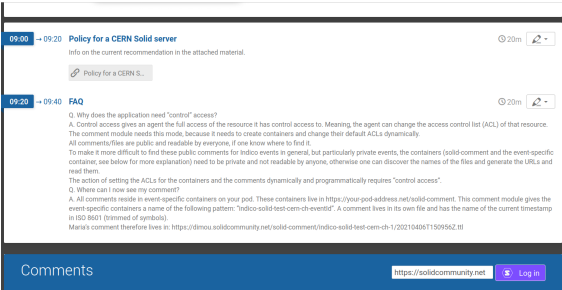 09:00 → 09:20 Policy for a CERN Solid server 20m
Info on the current recommendation in the attached material.
Policy for a CERN S...
09:20 → 09:40 FAQ 20m
Q. Why does the application need "control" access?
A. Control access gives an agent the full access of the resource it has control access to. Meaning, the agent can change the access control list (ACL) of that resource.
The comment module needs this mode, because it needs to create containers and change their default ACLs dynamically.
All comments/files are public and readable by everyone, if one know where to find it.
To make it more difficult to find these public comments for Indico events in general, but particularly private events, the containers (solid-comment and the event-specific
container, see below for more explanation) need to be private and not readable by anyone, otherwise one can discover the names of the files and generate the URLs and
read them.
The action of setting the ACLs for the containers and the comments dynamically and programmatically requires "control access".
Q. Where can I now see my comment?
A. All comments reside in event-specific containers on your pod. These containers live in https://your-pod-address.net/solid-comment. This comment module gives the
event-specific containers a name of the following pattern: "indico-solid-test-cern-ch-eventId". A comment lives in its own file and has the name of the current timestamp
in ISO 8601 (trimmed of symbols).
Maria's comment therefore lives in: https://dimou.solidcommunity.net/solid-comment/indico-solid-test-cern-ch-1/20210406T150956Z.ttl
Comments
https://solidcommunity.net Log in